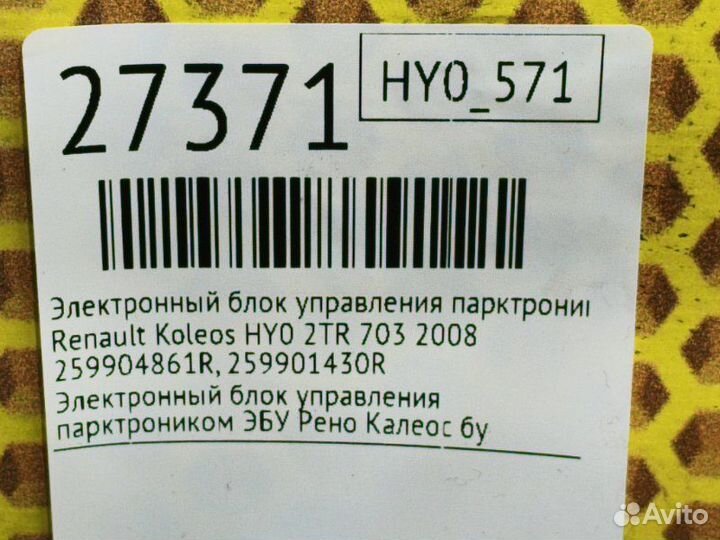 27371
HY0_571
Электронный блок управления парктрони
Renault Koleos HY0 2TR 703 2008
259904861R, 259901430R
Электронный блок управления
парктроником ЭБУ Рено Калеос бу
Avito